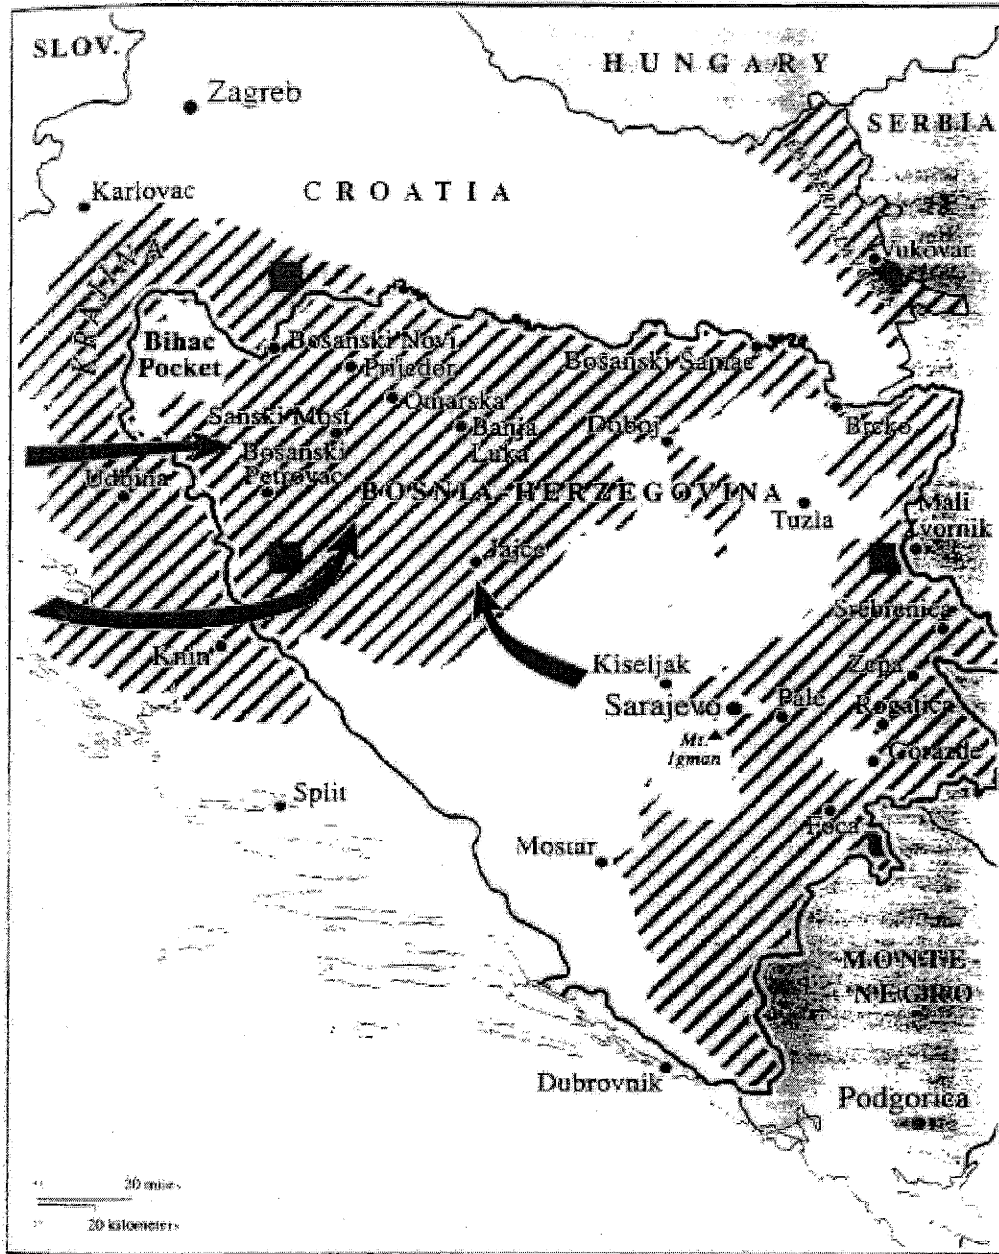 SLOV.
HUNGARY
Zagreb
SERBIA
Karlovac
CROATIA
KRAJINA
Vukovar
Bihac
Pocket
Bosanski Novi
Prijedor
Bosanski Samac
Omarska
Sanski Most
Banja
Luka
Doboj
Brcko
Bosanski
Petrovac
Udbina
BOSNIA-HERZEGOVINA
Tuzla
Mali
Zvornik
Jajce
Srebrenica
Knin
Kiseljak
Zepa
Sarajevo
Pale
Rogatica
Mt.
Igman
Gorazde
Split
Foca
Mostar
MONTE-
NEGRO
Dubrovnik
Podgorica
20 miles
20 kilometers